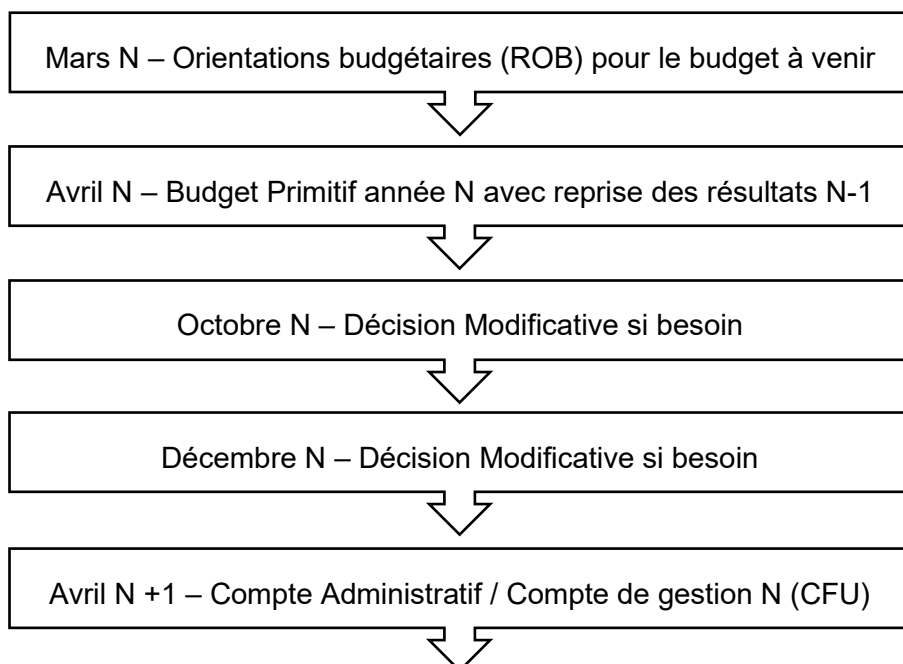 Mars N – Orientations budgétaires (ROB) pour le budget à venir
Avril N – Budget Primitif année N avec reprise des résultats N-1
Octobre N – Décision Modificative si besoin
Décembre N – Décision Modificative si besoin
Avril N +1 – Compte Administratif / Compte de gestion N (CFU)